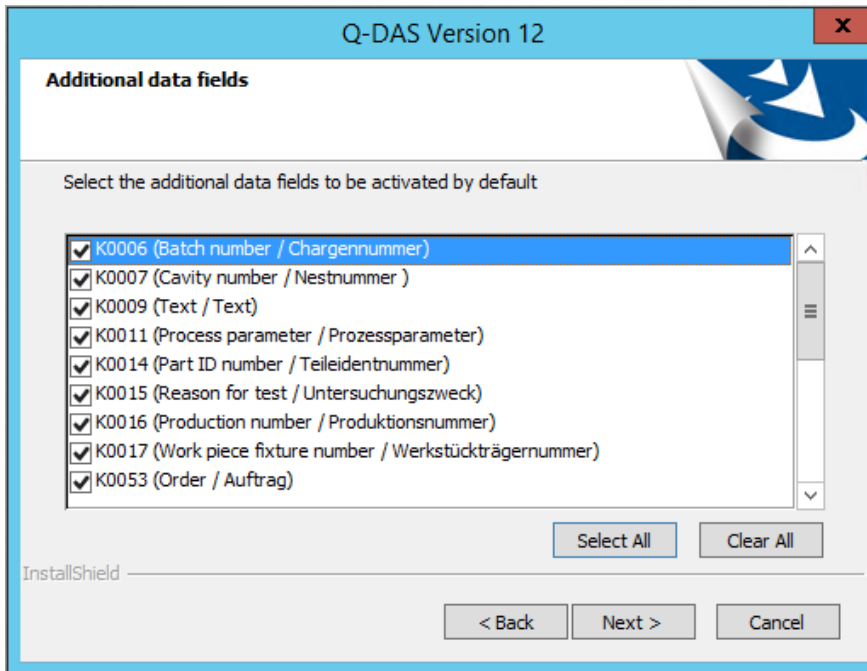 Q-DAS Version 12
X
Additional data fields
Select the additional data fields to be activated by default
K0006 (Batch number / Chargennummer)
K0007 (Cavity number / Nestnummer )
K0009 (Text / Text)
K0011 (Process parameter / Prozessparameter)
K0014 (Part ID number / Teileidentnummer)
K0015 (Reason for test / Untersuchungszweck)
K0016 (Production number / Produktionsnummer)
K0017 (Work piece fixture number / Werkstückträgernummer)
K0053 (Order / Auftrag)
Select All Clear All
InstallShield
< Back Next > Cancel